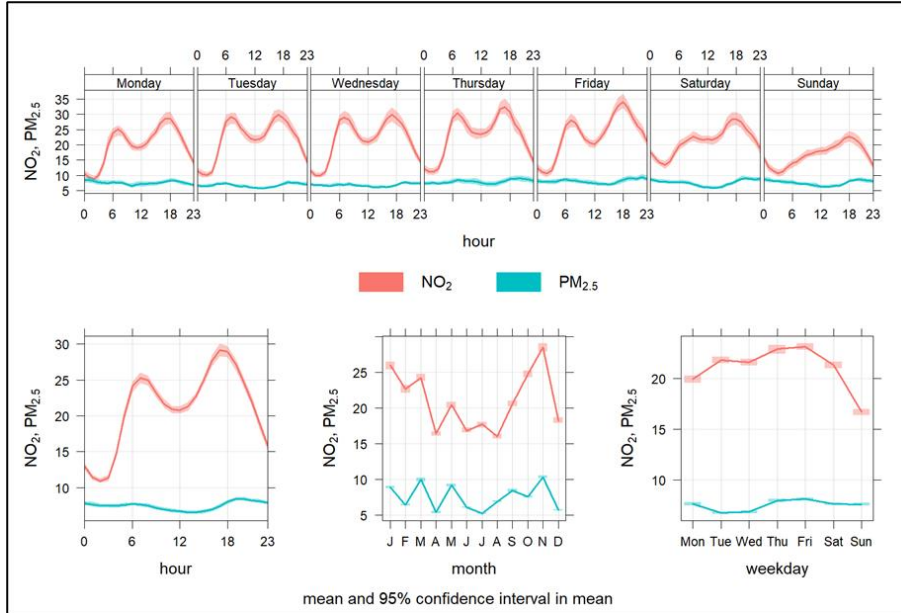 0 6 12 18 23 0 6 12 18 23 0 6 12 18 23
Monday Tuesday Wednesday Thursday Friday Saturday Sunday
NO₂, PM₂.₅
35
30
25
20
15
10
5
0 6 12 18 0 6 12 18 23 0 6 12 18 23 0 6 12 18 23
hour
NO₂ PM₂.₅
NO₂, PM₂.₅
30
25
20
15
10
0 6 12 18 23
hour
NO₂, PM₂.₅
25
20
15
10
5
J F M A M J J A S O N D
month
NO₂, PM₂.₅
20
15
10
Mon Tue Wed Thu Fri Sat Sun
weekday
mean and 95% confidence interval in mean